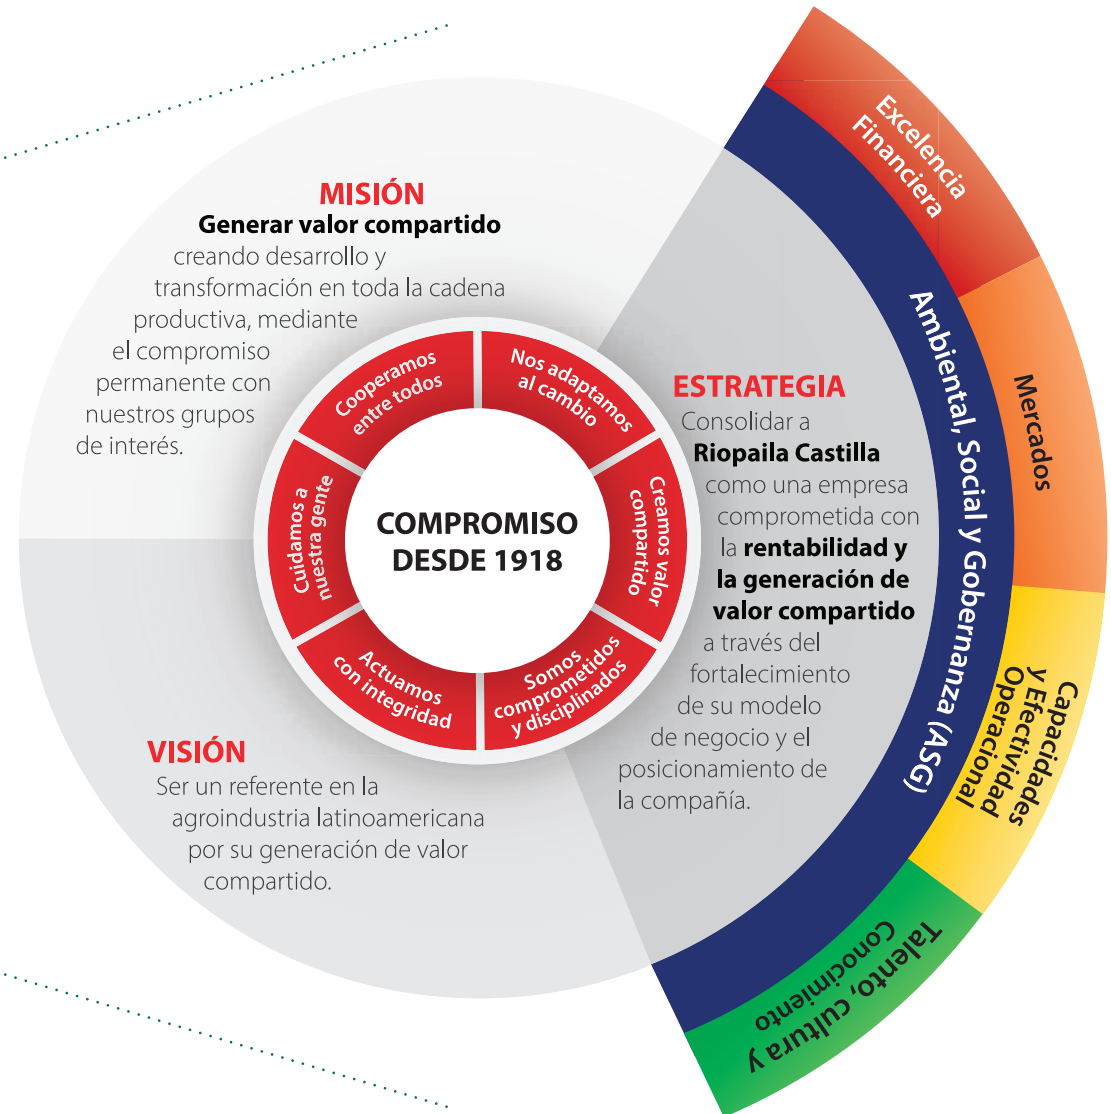 MISIÓN
Generar valor compartido
creando desarrollo y
transformación en toda la cadena
productiva, mediante
el compromiso
permanente con
nuestros grupos
de interés.
Cooperamos
entre todos
Nos adaptamos
al cambio
Creamos valor
compartido
Somos
comprometidos
y disciplinados
Actuamos
con integridad
Cuidamos a
nuestra gente
COMPROMISO
DESDE 1918
VISIÓN
Ser un referente en la
agroindustria latinoamericana
por su generación de valor
compartido.
ESTRATEGIA
Consolidar a
Riopaila Castilla
como una empresa
comprometida con
la rentabilidad y
la generación de
valor compartido
a través del
fortalecimiento
de su modelo
de negocio y el
posicionamiento de
la compañía.
Ambiental, Social y Gobernanza (ASG)
Excelencia
Financiera
Mercados
Capacidades
y Efectividad
Operacional
Talento, cultura y
Conocimiento